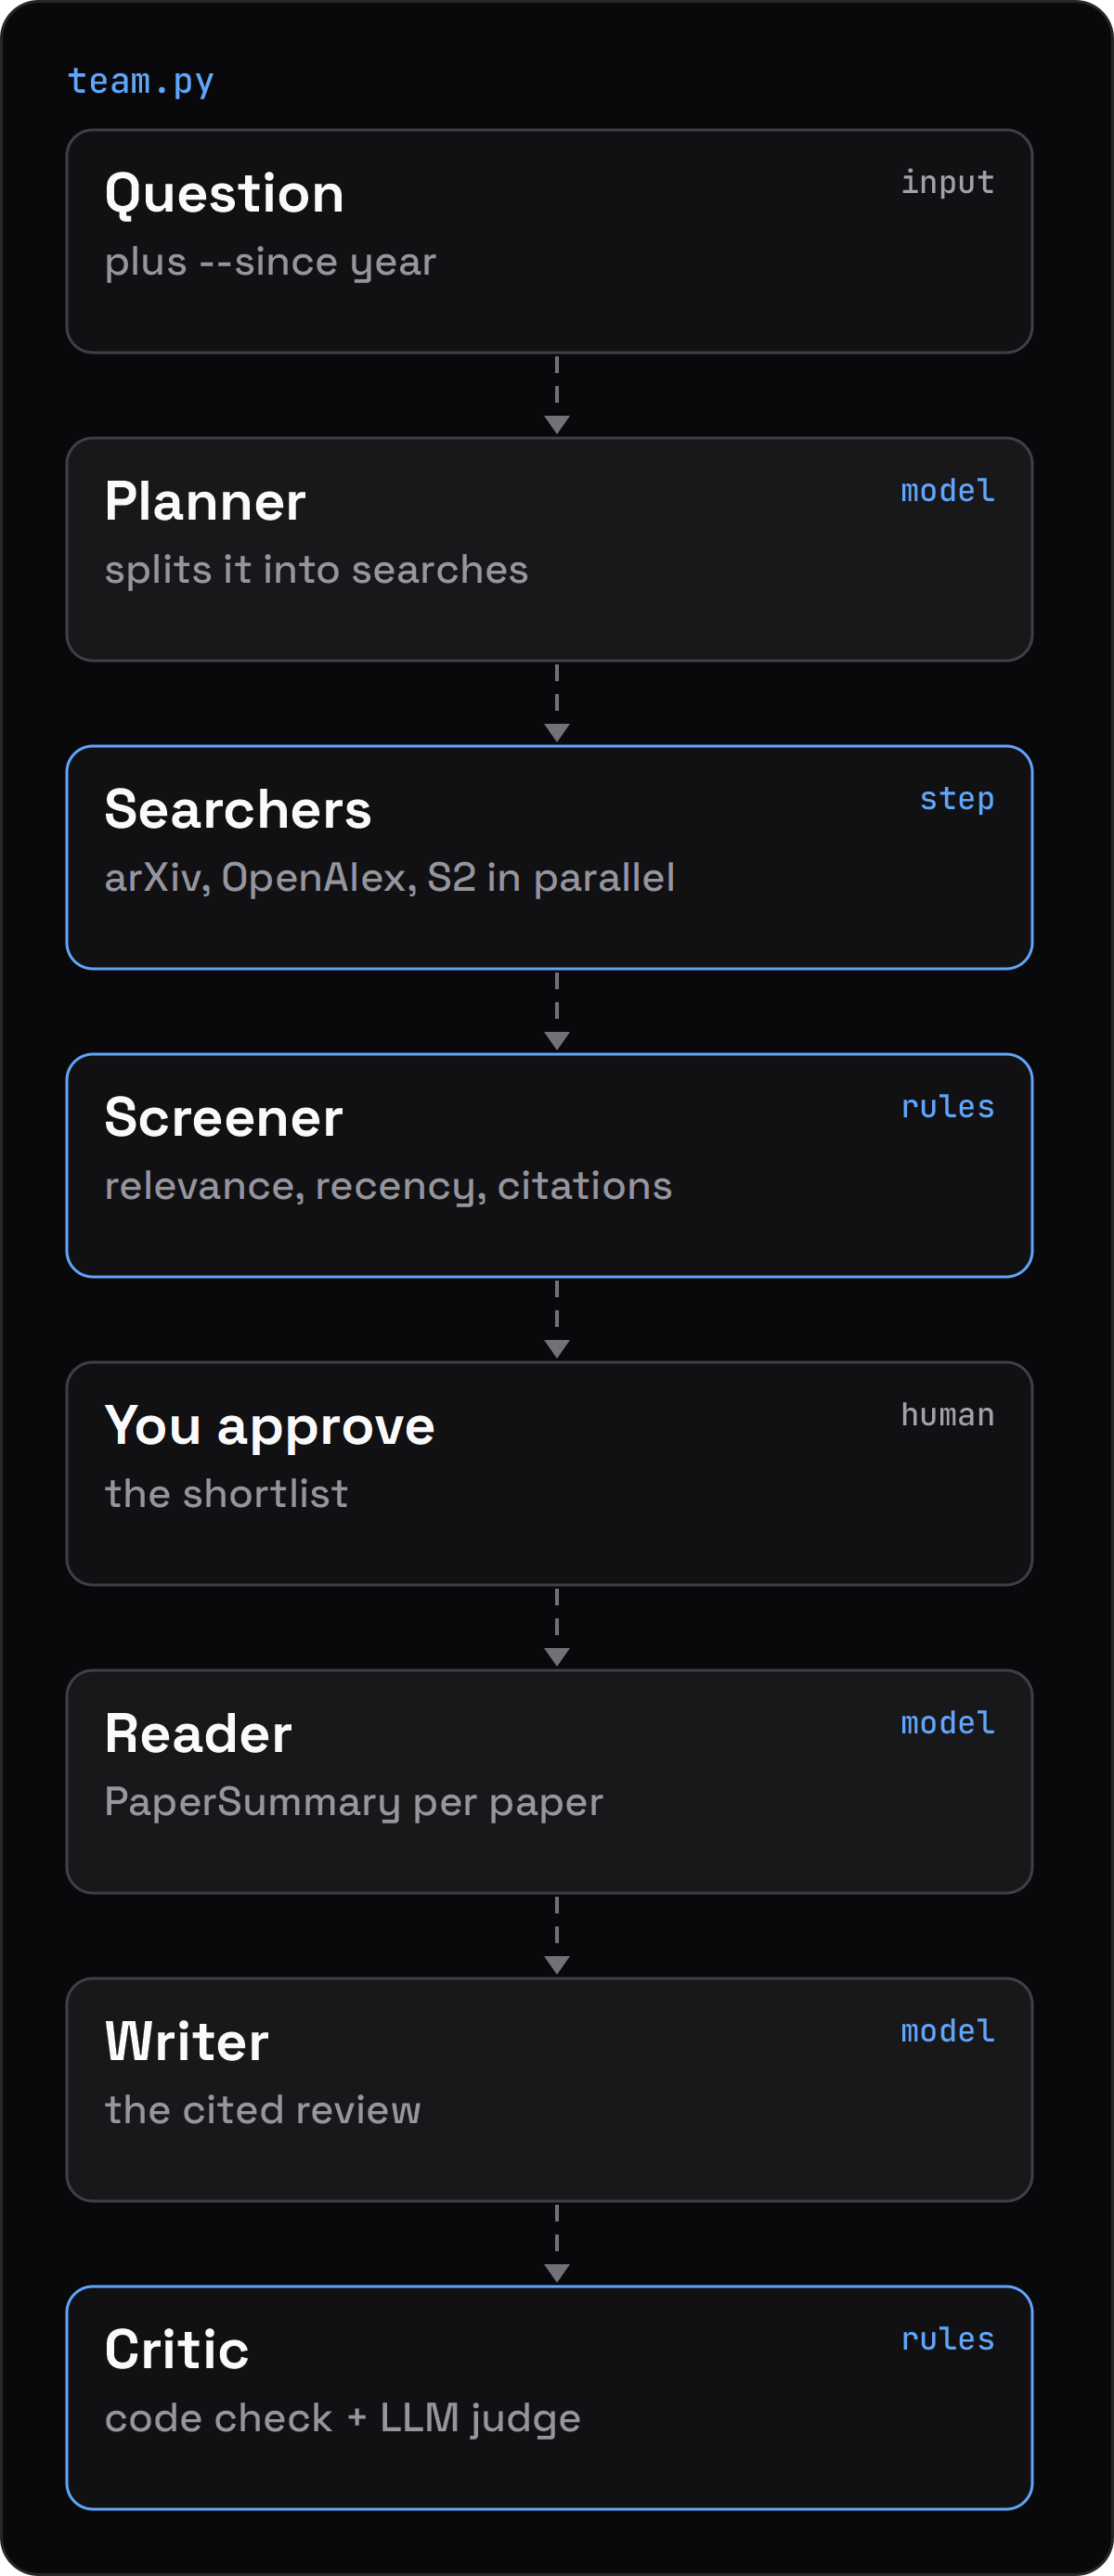 team.py
Question
input
plus --since year
Planner
model
splits it into searches
Searchers
step
arXiv, OpenAlex, S2 in parallel
Screener
rules
relevance, recency, citations
You approve
human
the shortlist
Reader
model
PaperSummary per paper
Writer
model
the cited review
Critic
rules
code check + LLM judge